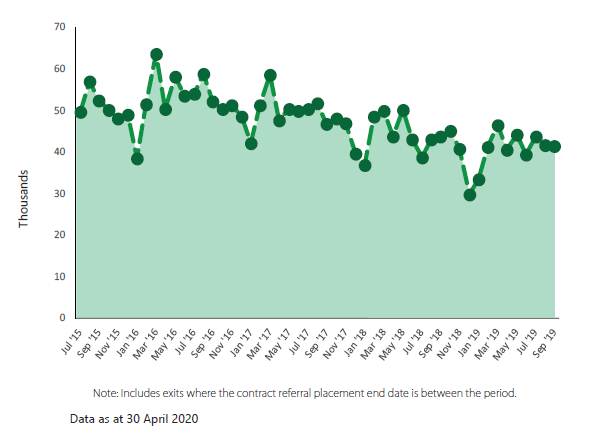 70
60
50
40
30
20
10
0
Thousands
Jul '15
Sep '15
Nov '15
Jan '16
Mar '16
May '16
Jul '16
Sep '16
Nov '16
Jan '17
Mar '17
May '17
Jul '17
Sep '17
Nov '17
Jan '18
Mar '18
May '18
Jul '18
Sep '18
Nov '18
Jan '19
Mar '19
May '19
Jul '19
Sep '19
Note: Includes exits where the contract referral placement end date is between the period.
Data as at 30 April 2020